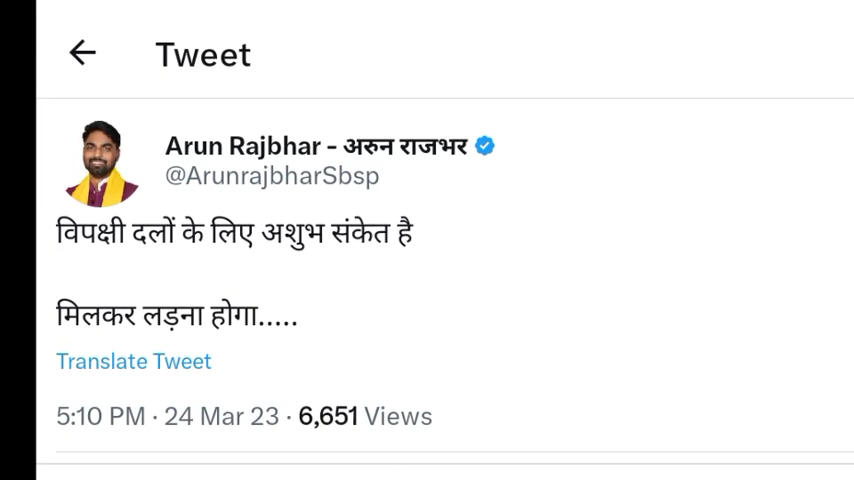 Tweet
Arun Rajbhar - अरुन राजभर
@ArunrajbharSbsp
विपक्षी दलों के लिए अशुभ संकेत है
मिलकर लड़ना होगा.....
Translate Tweet
5:10 PM · 24 Mar 23 · 6,651 Views